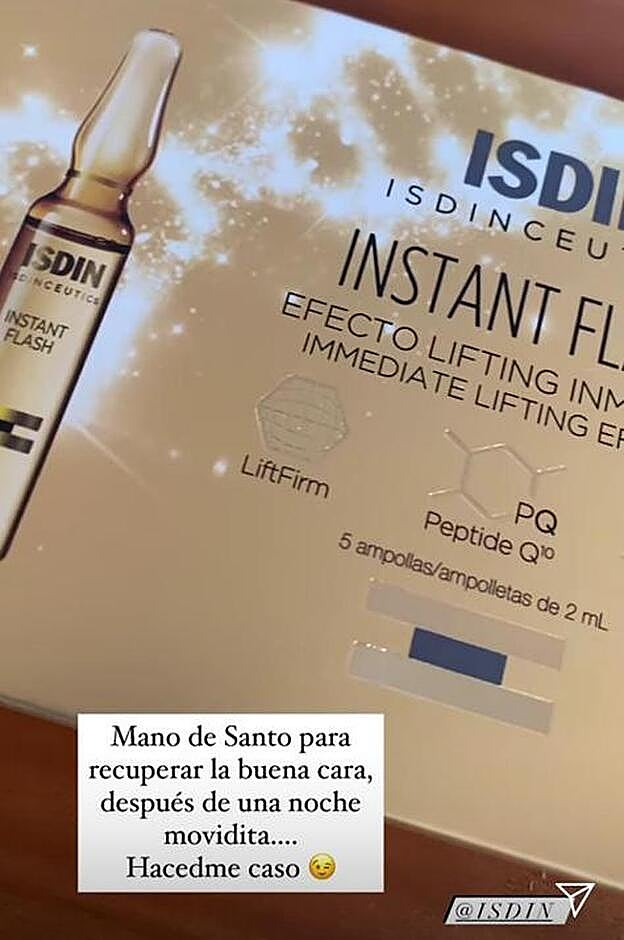 ISDIN
ISDINCEUTICS
INSTANT
FLASH
ISDIN
ISDINCEUT
INSTANT FL
EFECTO LIFTING INM
IMMEDIATE LIFTING EF
LiftFirm
PQ
Peptide Q¹⁰
5 ampollas/ampolletas de 2 mL
Mano de Santo para
recuperar la buena cara,
después de una noche
movidita....
Hacedme caso 😉
@ISDIN